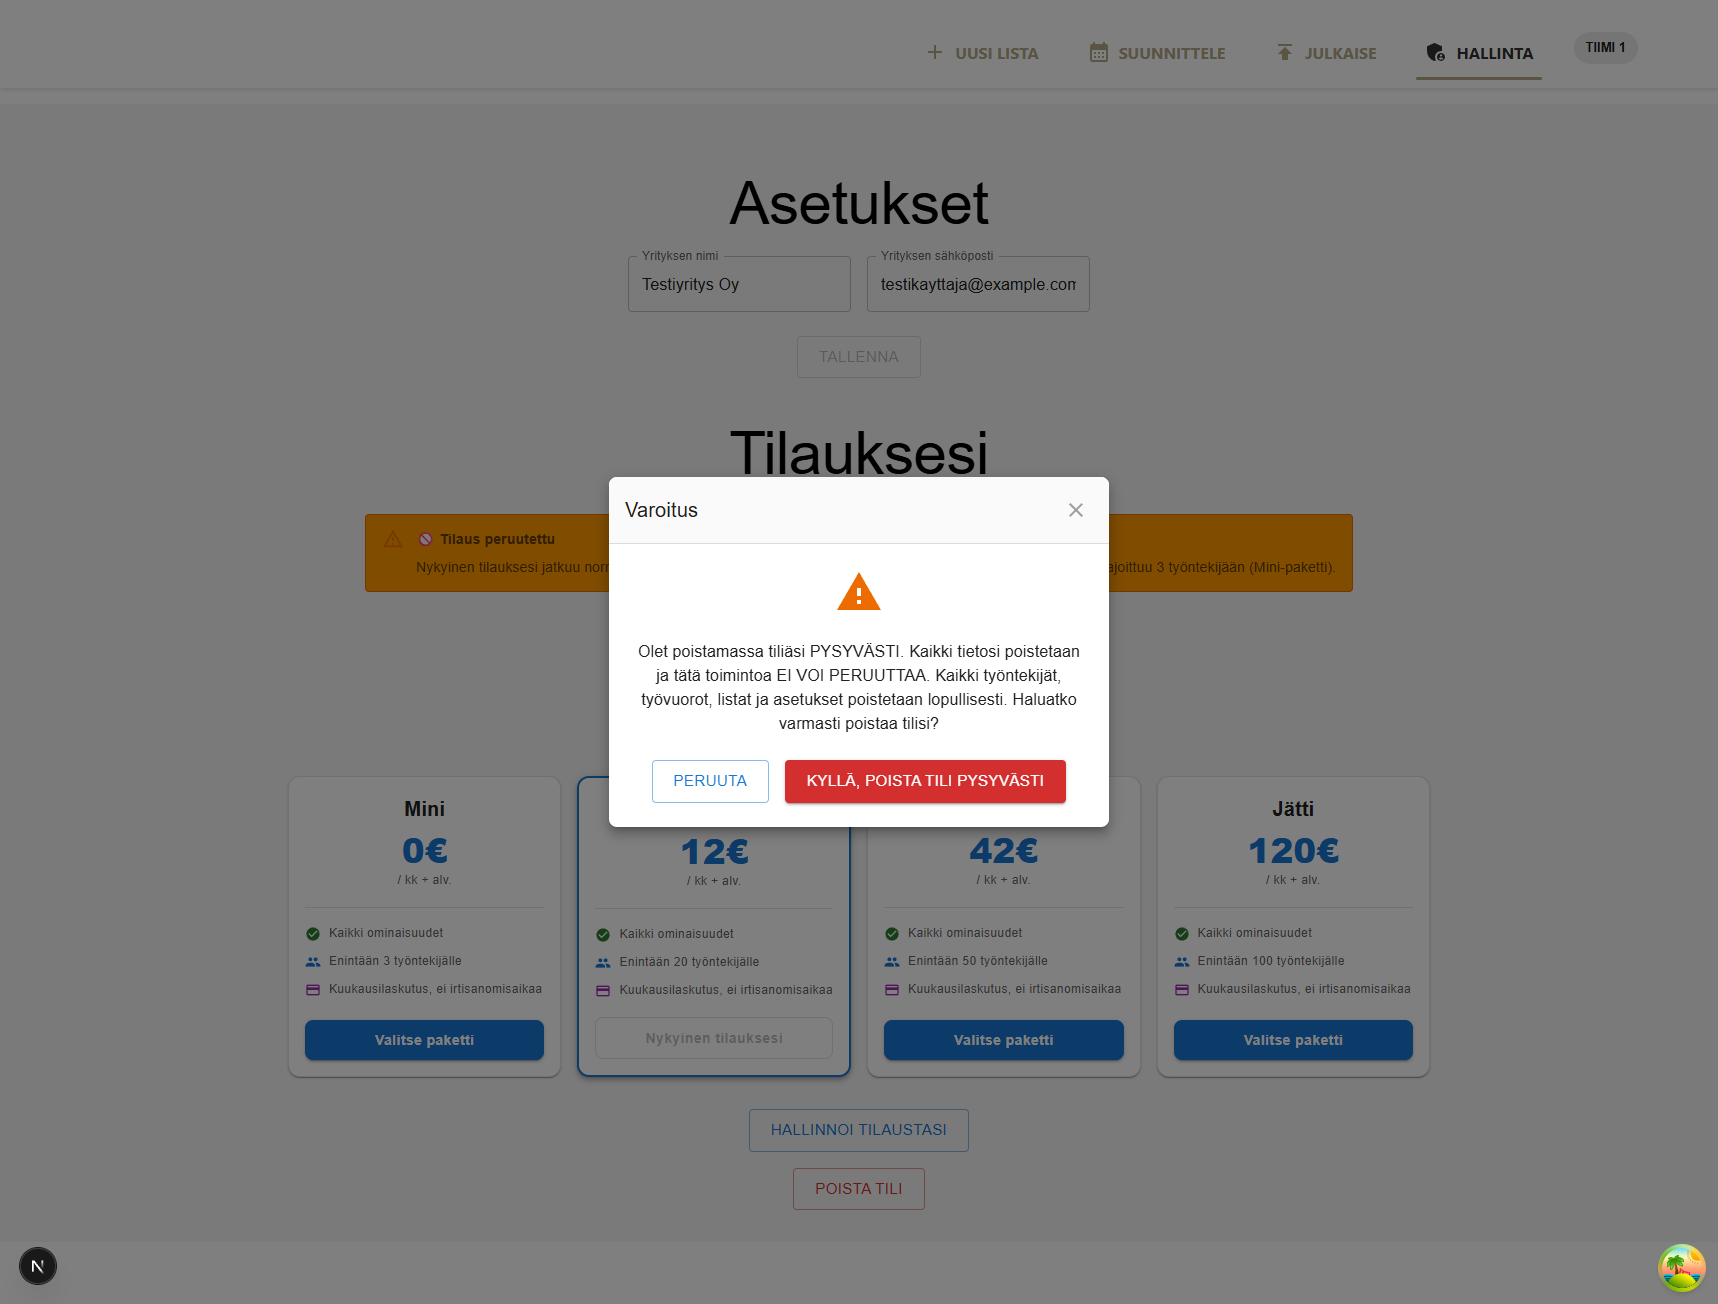 UUSI LISTA
SUUNNITTELE
JULKAISE
HALLINTA
TIIMI 1
Asetukset
Yrityksen nimi
Yrityksen sähköposti
Testiyritys Oy
testikayttaja@example.com
TALLENNA
Tilauksesi
Tilaus peruutettu
Nykyinen tilauksesi jatkuu
3 työntekijään (Mini-paketti).
Varoitus
Olet poistamassa tiliäsi PYSYVÄSTI. Kaikki tietosi poistetaan
ja tätä toimintoa EI VOI PERUUTTAA. Kaikki työntekijät,
työvuorot, listat ja asetukset poistetaan lopullisesti. Haluatko
varmasti poistaa tilisi?
PERUUTA
KYLLÄ, POISTA TILI PYSYVÄSTI
Mini
0€
/ kk + alv.
Kaikki ominaisuudet
Enintään 3 työntekijälle
Kuukausilaskutus, ei irtisanomisaikaa
Valitse paketti
12€
/ kk + alv.
Kaikki ominaisuudet
Enintään 20 työntekijälle
Kuukausilaskutus, ei irtisanomisaikaa
Nykyinen tilauksesi
42€
/ kk + alv.
Kaikki ominaisuudet
Enintään 50 työntekijälle
Kuukausilaskutus, ei irtisanomisaikaa
Valitse paketti
Jätti
120€
/ kk + alv.
Kaikki ominaisuudet
Enintään 100 työntekijälle
Kuukausilaskutus, ei irtisanomisaikaa
Valitse paketti
HALLINNOI TILAUSTASI
POISTA TILI
N